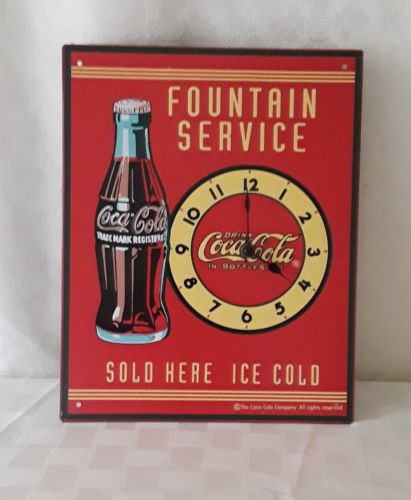 FOUNTAIN
SERVICE
Coca-Cola
TRADE MARK REGISTERED
12
1
2
3
4
5
6
7
8
9
10
11
DRINK
Coca-Cola
IN BOTTLES
®
SOLD HERE ICE COLD
©The Coca-Cola Company. All rights reserved